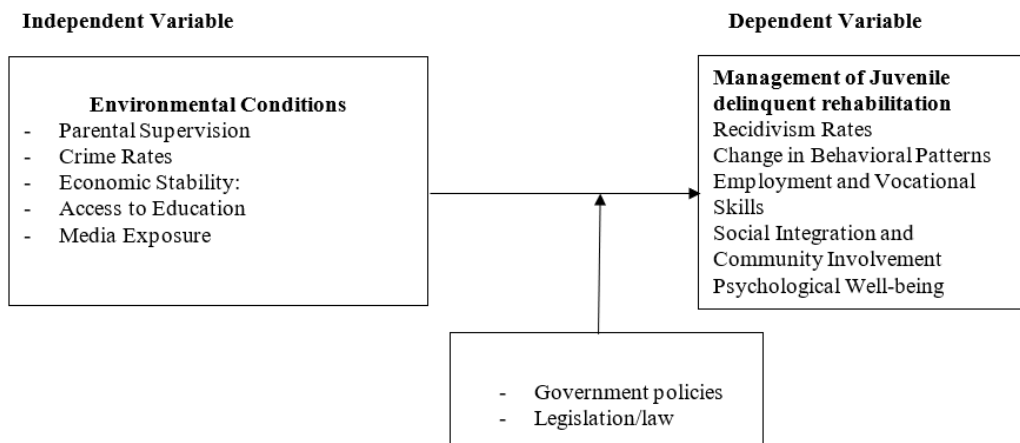 Independent Variable
Dependent Variable
Environmental Conditions
- Parental Supervision
- Crime Rates
- Economic Stability:
- Access to Education
- Media Exposure
Management of Juvenile
delinquent rehabilitation
Recidivism Rates
Change in Behavioral Patterns
Employment and Vocational
Skills
Social Integration and
Community Involvement
Psychological Well-being
- Government policies
- Legislation/law